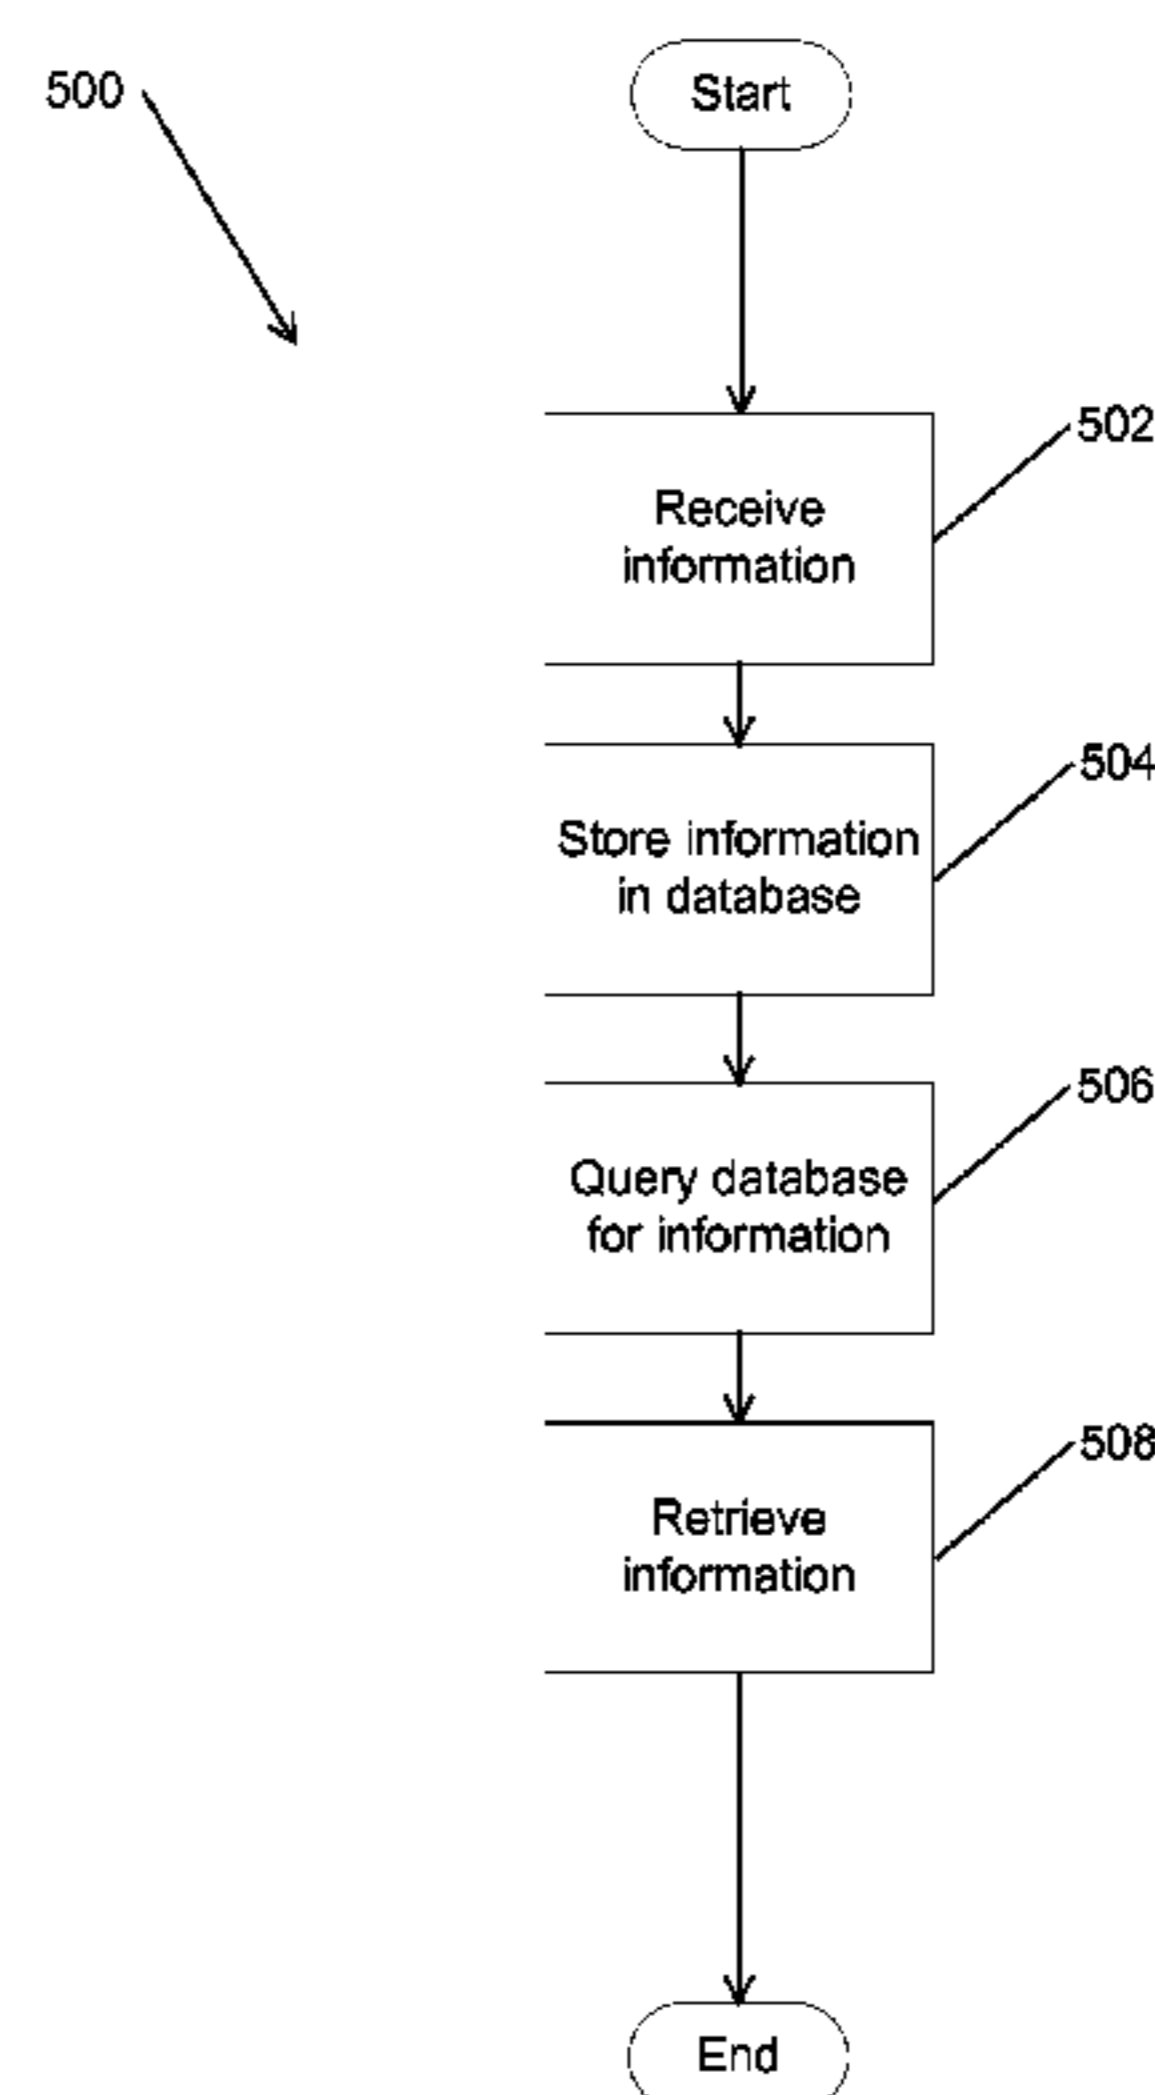 500
Start
502
Receive
information
504
Store information
in database
506
Query database
for information
508
Retrieve
information
End